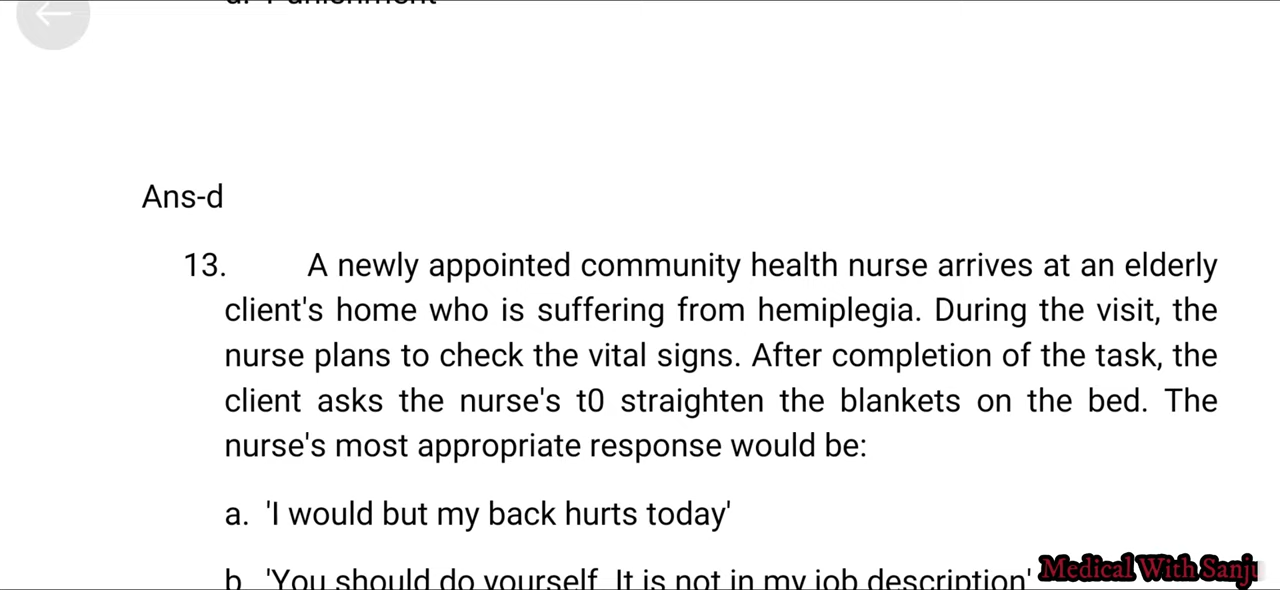 Ans-d
13. A newly appointed community health nurse arrives at an elderly
client's home who is suffering from hemiplegia. During the visit, the
nurse plans to check the vital signs. After completion of the task, the
client asks the nurse's t0 straighten the blankets on the bed. The
nurse's most appropriate response would be:
a. 'I would but my back hurts today'
b. 'You should do yourself. It is not in my job description'
Medical With Sanju